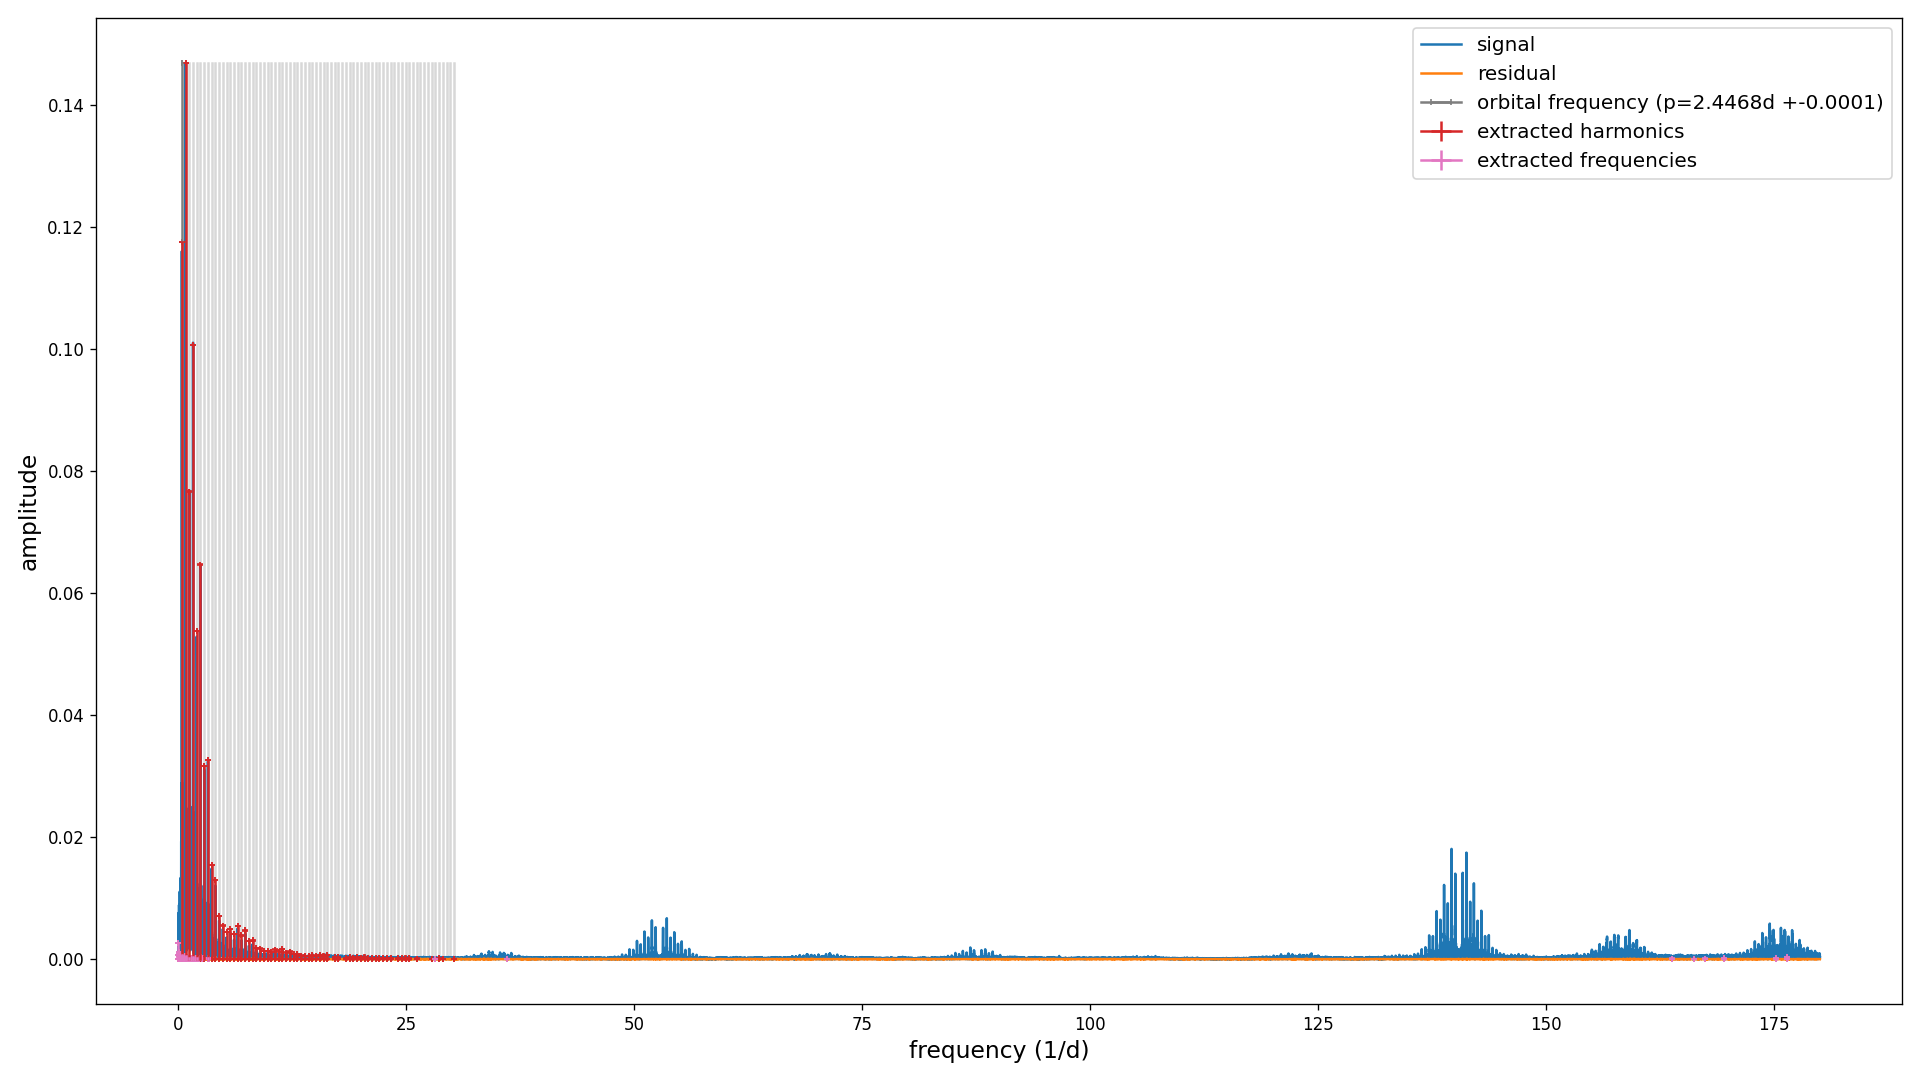 signal
residual
orbital frequency (p=2.4468d +-0.0001)
extracted harmonics
extracted frequencies
amplitude
0.14
0.12
0.10
0.08
0.06
0.04
0.02
0.00
0 25 50 75 100 125 150 175
frequency (1/d)